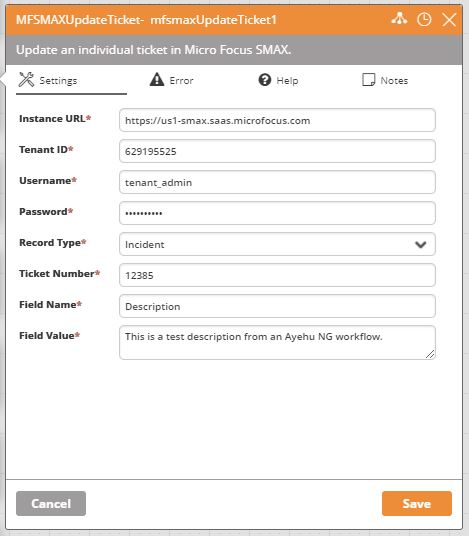 MFSMAXUpdateTicket- mfsmaxUpdateTicket1
Update an individual ticket in Micro Focus SMAX.
Settings Error Help Notes
Instance URL* https://us1-smax.saas.microfocus.com
Tenant ID* 629195525
Username* tenant_admin
Password* ••••••••••
Record Type* Incident
Ticket Number* 12385
Field Name* Description
Field Value* This is a test description from an Ayehu NG workflow.
Cancel Save